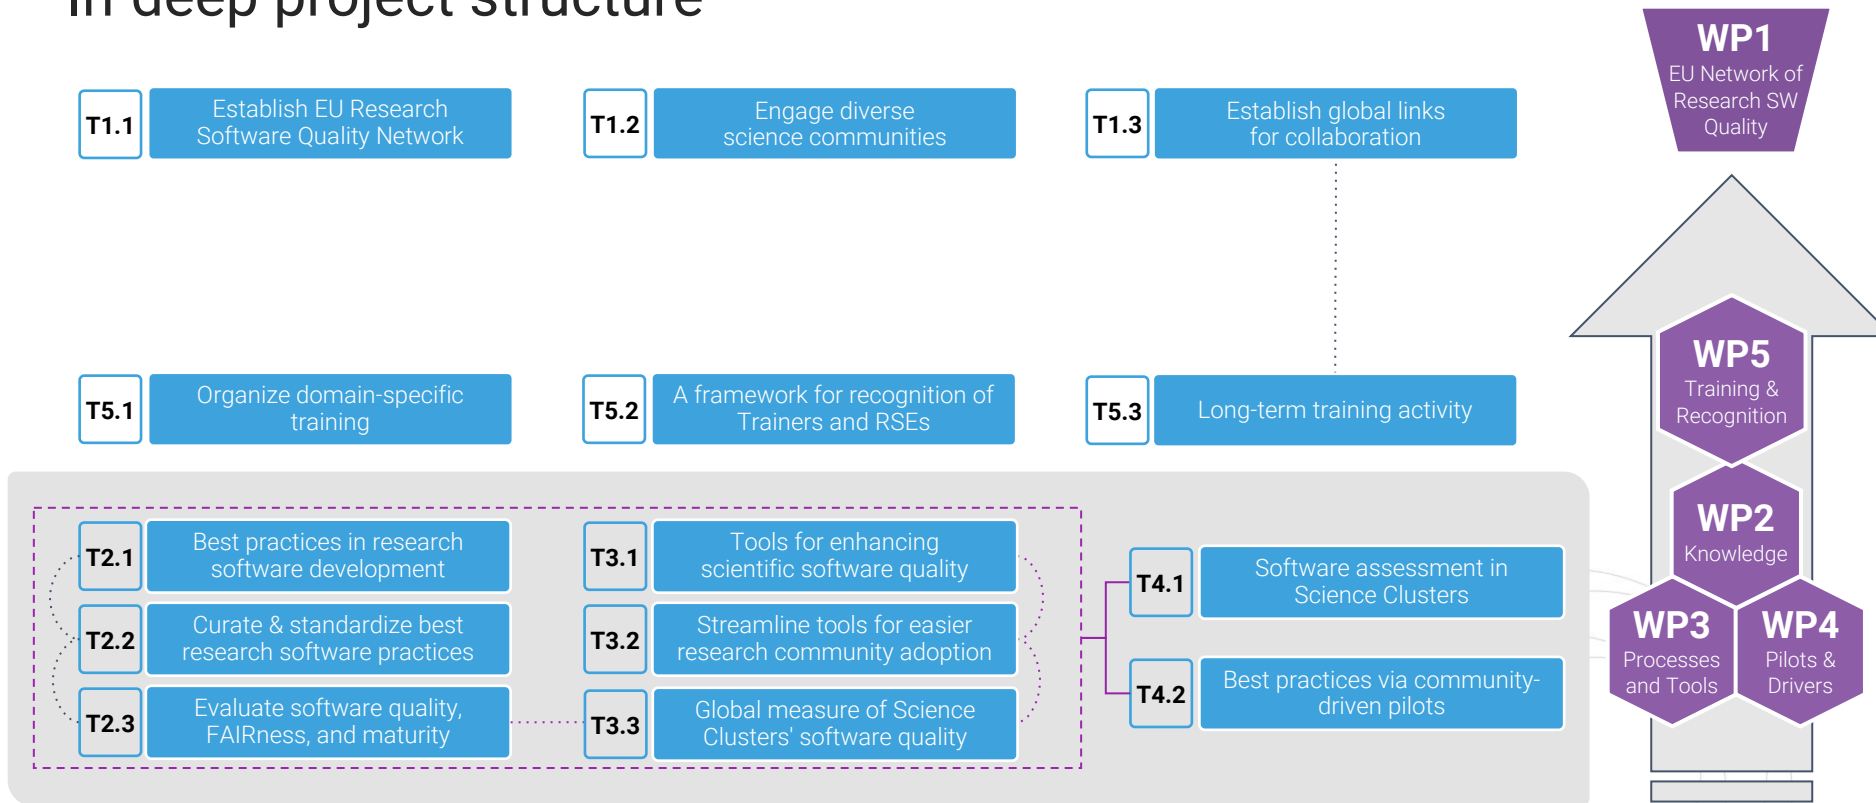 In deep project structure
T1.1
Establish EU Research
Software Quality Network
T1.2
Engage diverse
science communities
T1.3
Establish global links
for collaboration
WP1
EU Network of
Research SW
Quality
T5.1
Organize domain-specific
training
T5.2
A framework for recognition of
Trainers and RSEs
T5.3
Long-term training activity
WP5
Training &
Recognition
T2.1
Best practices in research
software development
T2.2
Curate & standardize best
research software practices
T2.3
Evaluate software quality,
FAIRness, and maturity
T3.1
Tools for enhancing
scientific software quality
T3.2
Streamline tools for easier
research community adoption
T3.3
Global measure of Science
Clusters' software quality
T4.1
Software assessment in
Science Clusters
T4.2
Best practices via community-
driven pilots
WP2
Knowledge
WP3
Processes
and Tools
WP4
Pilots &
Drivers